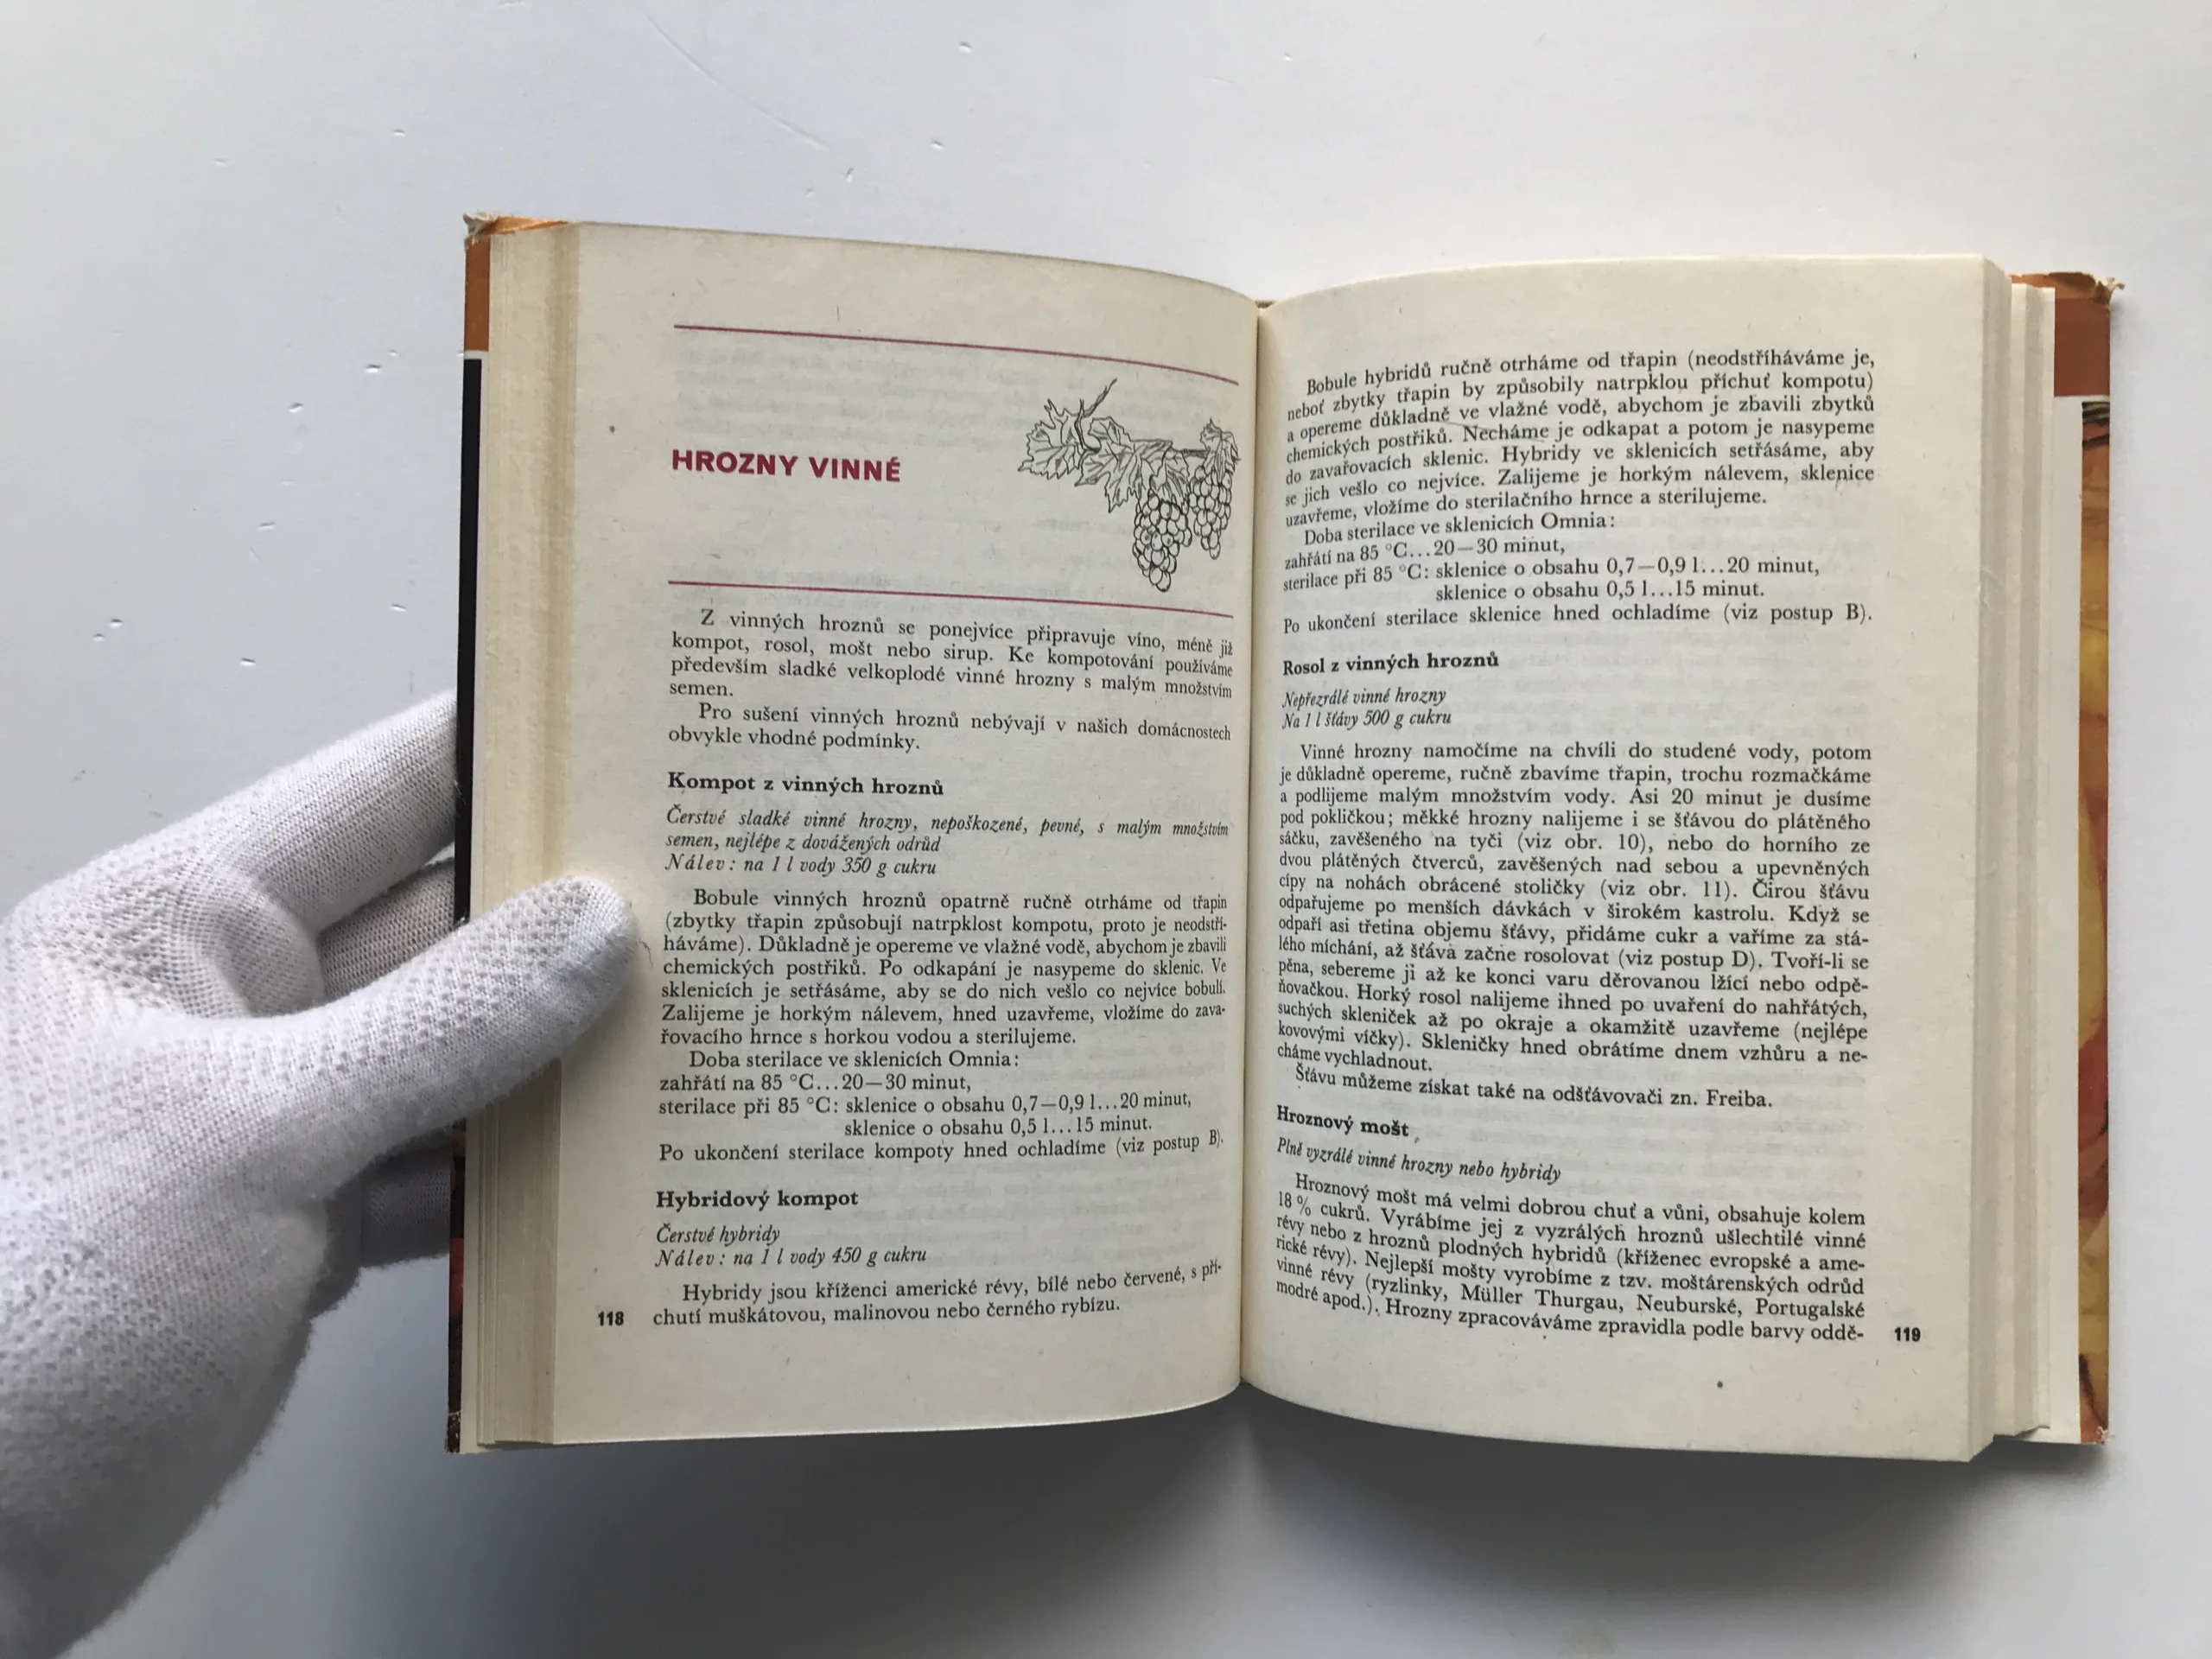 HROZNY VINNÉ
Z vinných hroznů se ponejvíce připravuje víno, méně již
kompot, rosol, mošt nebo sirup. Ke kompotování používáme
především sladké velkoplodé vinné hrozny s malým množstvím
semen.
Pro sušení vinných hroznů nebývají v našich domácnostech
obvykle vhodné podmínky.
Kompot z vinných hroznů
Čerstvé sladké vinné hrozny, nepoškozené, pevné, s malým množstvím
semen, nejlépe z dovážených odrůd
Nálev: na 1 l vody 350 g cukru
Bobule vinných hroznů opatrně ručně otrháme od třapin
(zbytky třapin způsobují natrpklost kompotu, proto je neodstři-
háváme). Důkladně je opereme ve vlažné vodě, abychom je zbavili
chemických postřiků. Po odkapání je nasypeme do sklenic. Ve
sklenicích je setřásáme, aby se do nich vešlo co nejvíce bobulí.
Zalijeme je horkým nálevem, hned uzavřeme, vložíme do zava-
řovacího hrnce s horkou vodou a sterilujeme.
Doba sterilace ve sklenicích Omnia:
zahřátí na 85 °C...20—30 minut,
sterilace při 85 °C: sklenice o obsahu 0,7—0,9 l...20 minut,
sklenice o obsahu 0,5 l...15 minut.
Po ukončení sterilace kompoty hned ochladíme (viz postup B).
Hybridový kompot
Čerstvé hybridy
Nálev: na 1 l vody 450 g cukru
Hybridy jsou kříženci americké révy, bílé nebo červené, s pří-
chutí muškátovou, malinovou nebo černého rybízu.
118
Bobule hybridů ručně otrháme od třapin (neodstříháváme je,
neboť zbytky třapin by způsobily natrpklou příchuť kompotu)
a opereme důkladně ve vlažné vodě, abychom je zbavili zbytků
chemických postřiků. Necháme je odkapat a potom je nasypeme
do zavařovacích sklenic. Hybridy ve sklenicích setřásáme, aby
se jich vešlo co nejvíce. Zalijeme je horkým nálevem, sklenice
uzavřeme, vložíme do sterilačního hrnce a sterilujeme.
Doba sterilace ve sklenicích Omnia:
zahřátí na 85 °C...20—30 minut,
sterilace při 85 °C: sklenice o obsahu 0,7—0,9 l...20 minut,
sklenice o obsahu 0,5 l...15 minut.
Po ukončení sterilace sklenice hned ochladíme (viz postup B).
Rosol z vinných hroznů
Nepřezrálé vinné hrozny
Na 1 l šťávy 500 g cukru
Vinné hrozny namočíme na chvíli do studené vody, potom
je důkladně opereme, ručně zbavíme třapin, trochu rozmačkáme
a podlijeme malým množstvím vody. Asi 20 minut je dusíme
pod pokličkou; měkké hrozny nalijeme i se šťávou do plátěného
sáčku, zavěšeného na tyči (viz obr. 10), nebo do horního ze
dvou plátěných čtverců, zavěšených nad sebou a upevněných
cípy na nohách obrácené stoličky (viz obr. 11). Čirou šťávu
odpařujeme po menších dávkách v širokém kastrolu. Když se
odpaří asi třetina objemu šťávy, přidáme cukr a vaříme za stá-
lého míchání, až šťáva začne rosolovat (viz postup D). Tvoří-li se
pěna, sebereme ji až ke konci varu děrovanou lžící nebo odpě-
ňovačkou. Horký rosol nalijeme ihned po uvaření do nahřátých,
suchých skleniček až po okraje a okamžitě uzavřeme (nejlépe
kovovými víčky). Skleničky hned obrátíme dnem vzhůru a ne-
cháme vychladnout.
Šťávu můžeme získat také na odšťávovači zn. Freiba.
Hroznový mošt
Plně vyzrálé vinné hrozny nebo hybridy
Hroznový mošt má velmi dobrou chuť a vůni, obsahuje kolem
18 % cukrů. Vyrábíme jej z vyzrálých hroznů ušlechtilé vinné
révy nebo z hroznů plodných hybridů (kříženec evropské a ame-
rické révy). Nejlepší mošty vyrobíme z tzv. moštárenských odrůd
vinné révy (ryzlinky, Müller Thurgau, Neuburské, Portugalské
modré apod.). Hrozny zpracováváme zpravidla podle barvy oddě-
119